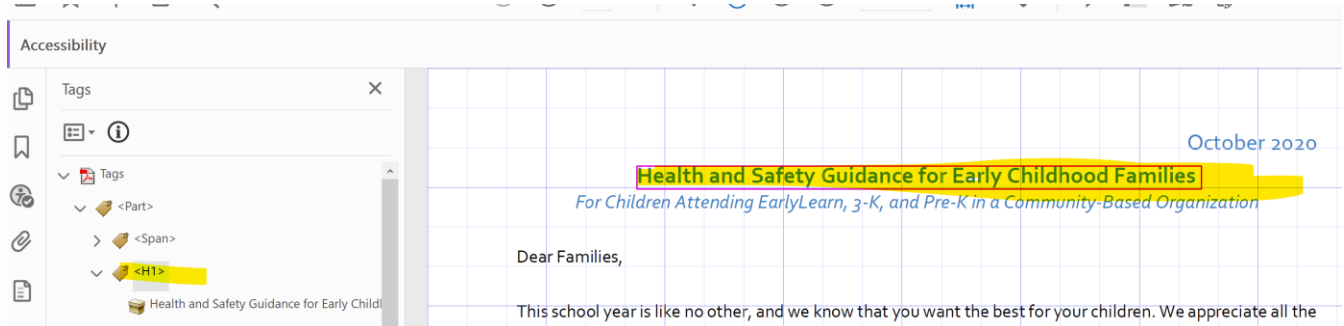 Accessibility
Tags
Tags
<Part>
<Span>
<H1>
Health and Safety Guidance for Early Child
October 2020
Health and Safety Guidance for Early Childhood Families
For Children Attending EarlyLearn, 3-K, and Pre-K in a Community-Based Organization
Dear Families,
This school year is like no other, and we know that you want the best for your children. We appreciate all the